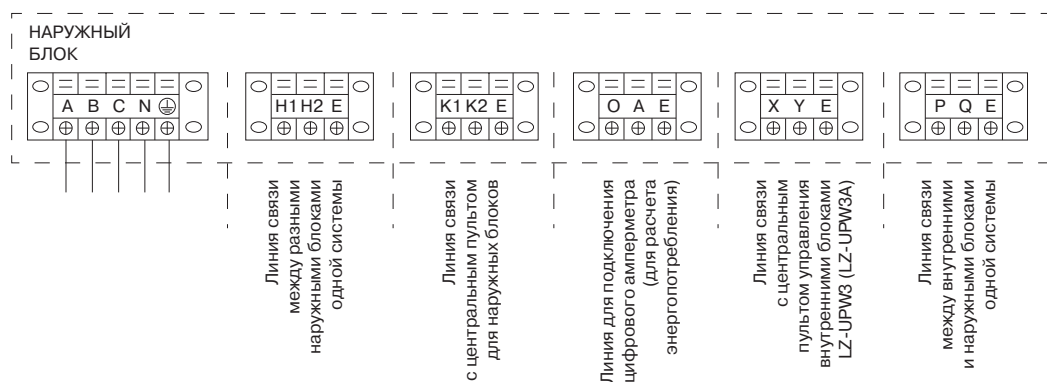 НАРУЖНЫЙ
БЛОК
A B C N
H1 H2 E
K1 K2 E
O A E
X Y E
P Q E
Линия связи
между разными
наружными блоками
одной системы
Линия связи
с центральным пультом
для наружных блоков
Линия для подключения
цифрового амперметра
(для расчета
энергопотребления)
Линия связи
с центральным
пультом управления
внутренними блоками
LZ-UPW3 (LZ-UPW3A)
Линия связи
между внутренними
и наружными блоками
одной системы